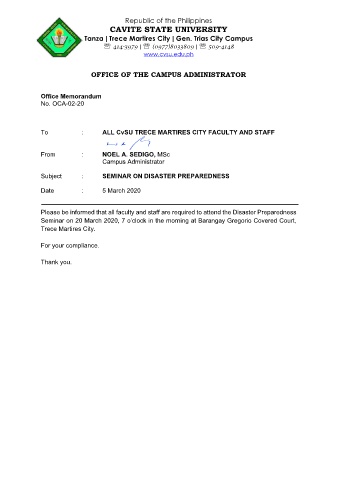 Republic of the Philippines
CAVITE STATE UNIVERSITY
Tanza | Trece Martires City | Gen. Trias City Campus
☏ 414-3979 | ☏ (0977)8033809 | ☏ 509-4148
www.cvsu.edu.ph
OFFICE OF THE CAMPUS ADMINISTRATOR
Office Memorandum
No. OCA-02-20
To : ALL CvSU TRECE MARTIRES CITY FACULTY AND STAFF
From : NOEL A. SEDIGO, MSc
Campus Administrator
Subject : SEMINAR ON DISASTER PREPAREDNESS
Date : 5 March 2020
Please be informed that all faculty and staff are required to attend the Disaster Preparedness
Seminar on 20 March 2020, 7 o'clock in the morning at Barangay Gregorio Covered Court,
Trece Martires City.
For your compliance.
Thank you.